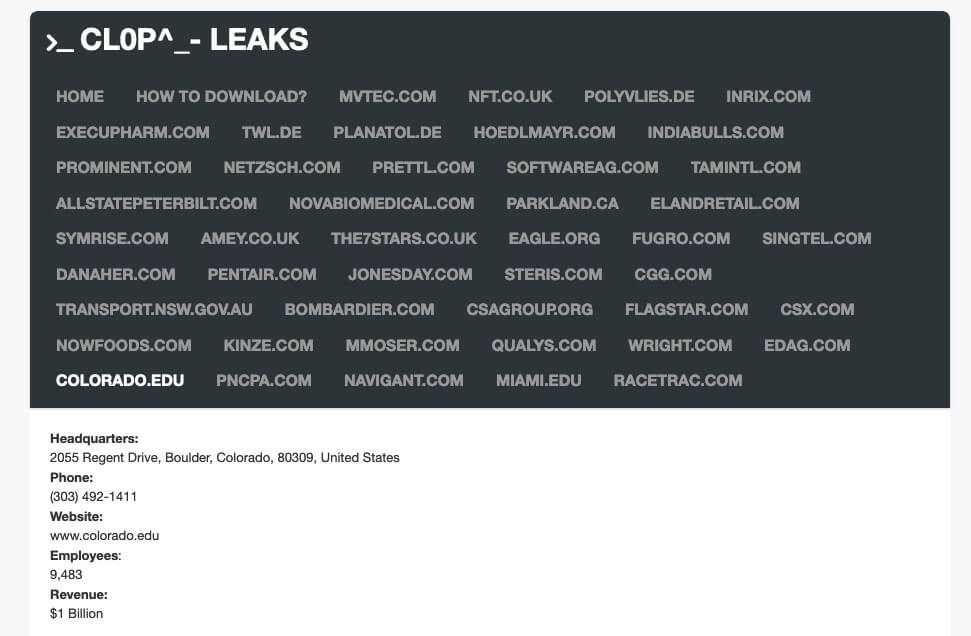 >_ CL0P^_- LEAKS
HOME HOW TO DOWNLOAD? MVTEC.COM NFT.CO.UK POLYVLIES.DE INRIX.COM
EXECUPHARM.COM TWL.DE PLANATOL.DE HOEDLMAYR.COM INDIABULLS.COM
PROMINENT.COM NETZSCH.COM PRETTL.COM SOFTWAREAG.COM TAMINTL.COM
ALLSTATEPETERBILT.COM NOVABIOMEDICAL.COM PARKLAND.CA ELANDRETAIL.COM
SYMRISE.COM AMEY.CO.UK THE7STARS.CO.UK EAGLE.ORG FUGRO.COM SINGTEL.COM
DANAHER.COM PENTAIR.COM JONESDAY.COM STERIS.COM CGG.COM
TRANSPORT.NSW.GOV.AU BOMBARDIER.COM CSAGROUP.ORG FLAGSTAR.COM CSX.COM
NOWFOODS.COM KINZE.COM MMOSER.COM QUALYS.COM WRIGHT.COM EDAG.COM
COLORADO.EDU PNCPA.COM NAVIGANT.COM MIAMI.EDU RACETRAC.COM
Headquarters:
2055 Regent Drive, Boulder, Colorado, 80309, United States
Phone:
(303) 492-1411
Website:
www.colorado.edu
Employees:
9,483
Revenue:
$1 Billion